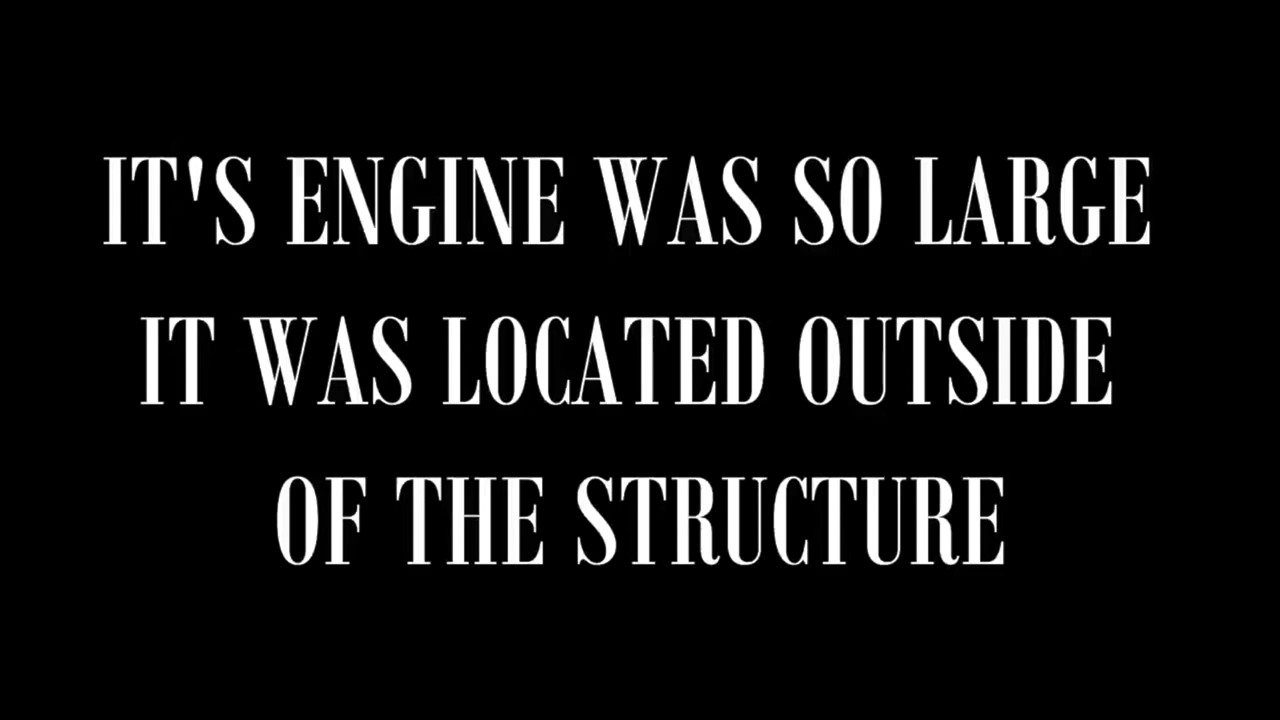 IT'S ENGINE WAS SO LARGE
IT WAS LOCATED OUTSIDE
OF THE STRUCTURE